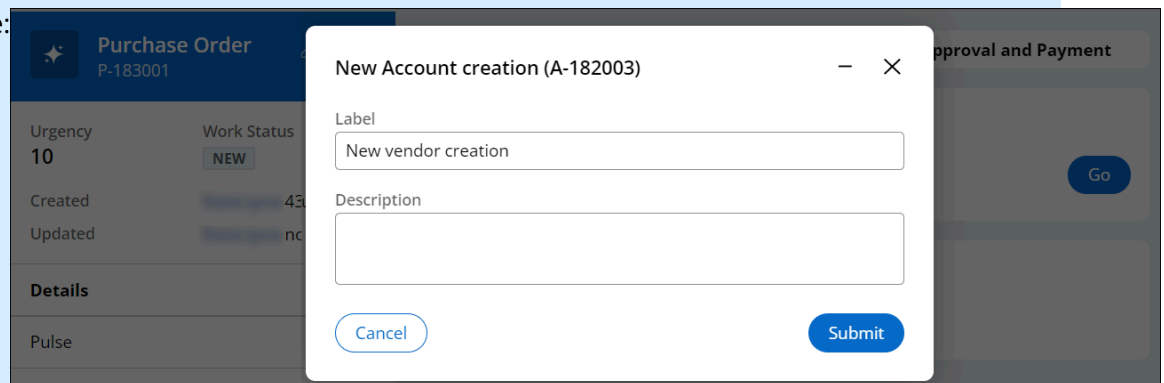 e:
Purchase Order
P-183001
pproval and Payment
New Account creation (A-182003)
Label
New vendor creation
Description
Cancel
Submit
Urgency
10
Work Status
NEW
Created
43
Updated
Details
Pulse
Go